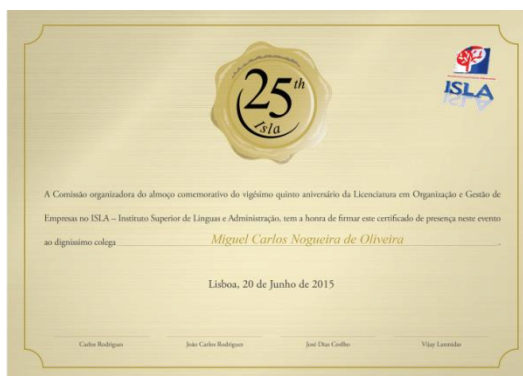 25th
Isla
ISLA
A Comissão organizadora do almoço comemorativo do vigésimo quinto aniversário da Licenciatura em Organização e Gestão de
Empresas no ISLA – Instituto Superior de Linguas e Administração, tem a honra de firmar este certificado de presença neste evento
ao dignissimo colega Miguel Carlos Nogueira de Oliveira.
Lisboa, 20 de Junho de 2015
Carlos Rodrigues João Carlos Rodrigues José Dias Coelho Vijay